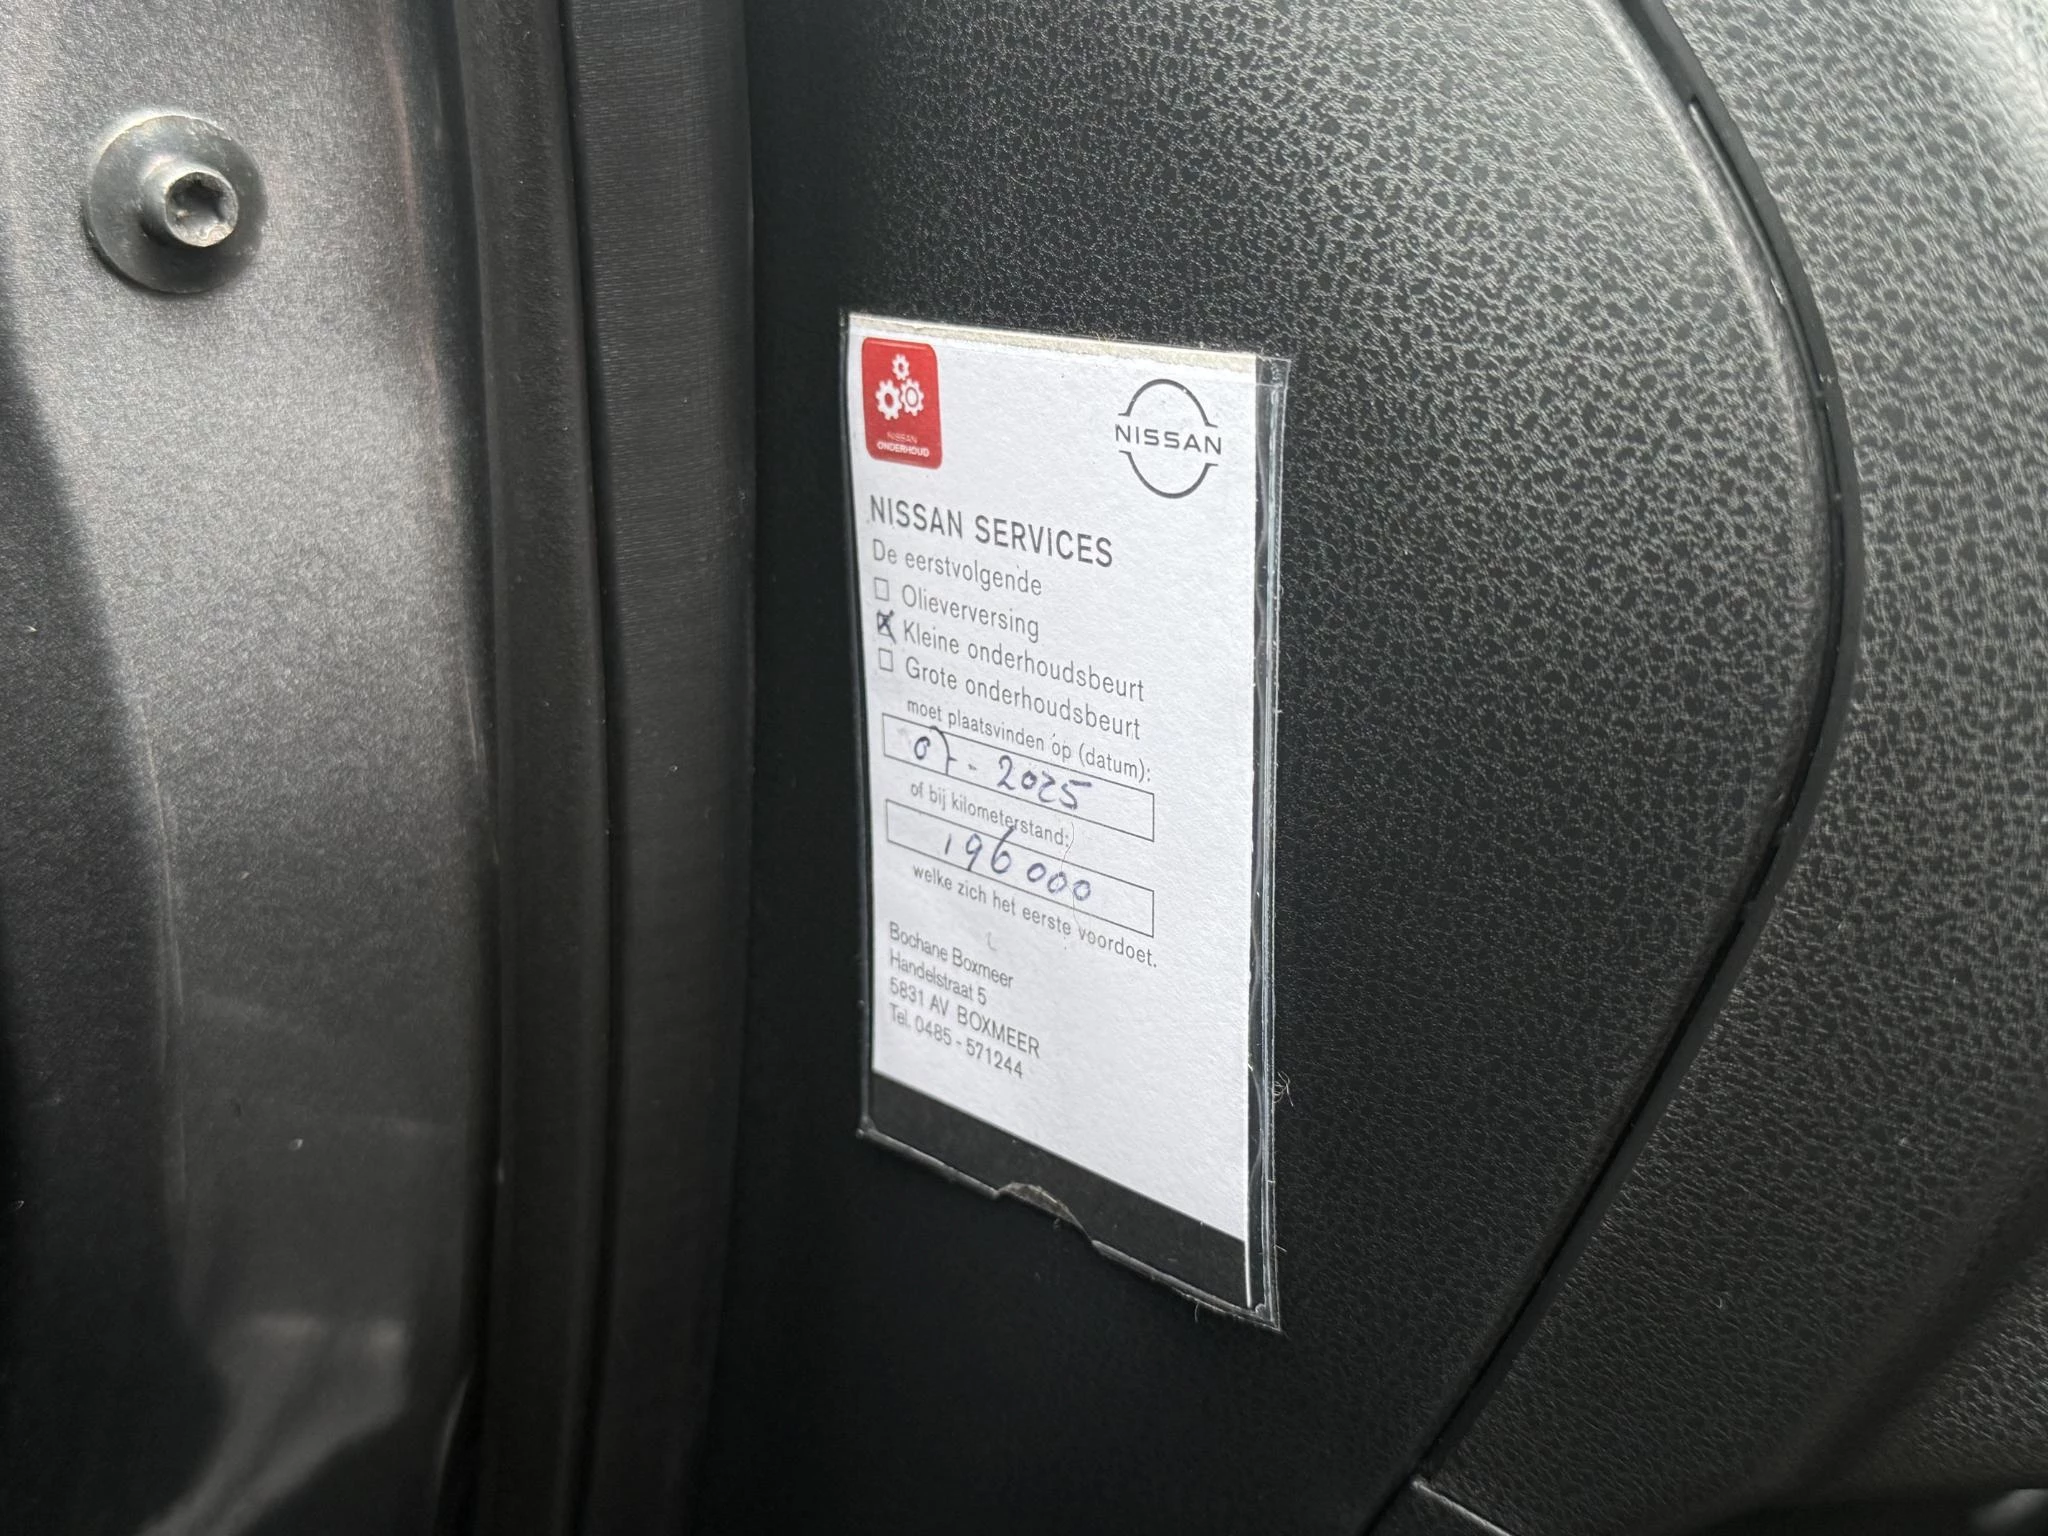 NISSAN
ONDERHOUD
NISSAN
NISSAN SERVICES
De eerstvolgende
Olieverversing
Kleine onderhoudsbeurt
Grote onderhoudsbeurt
moet plaatsvinden op (datum):
07-2025
of bij kilometerstand:
196000
welke zich het eerste voordoet.
Bochane Boxmeer
Handelstraat 5
5831 AV BOXMEER
Tel. 0485 - 571244